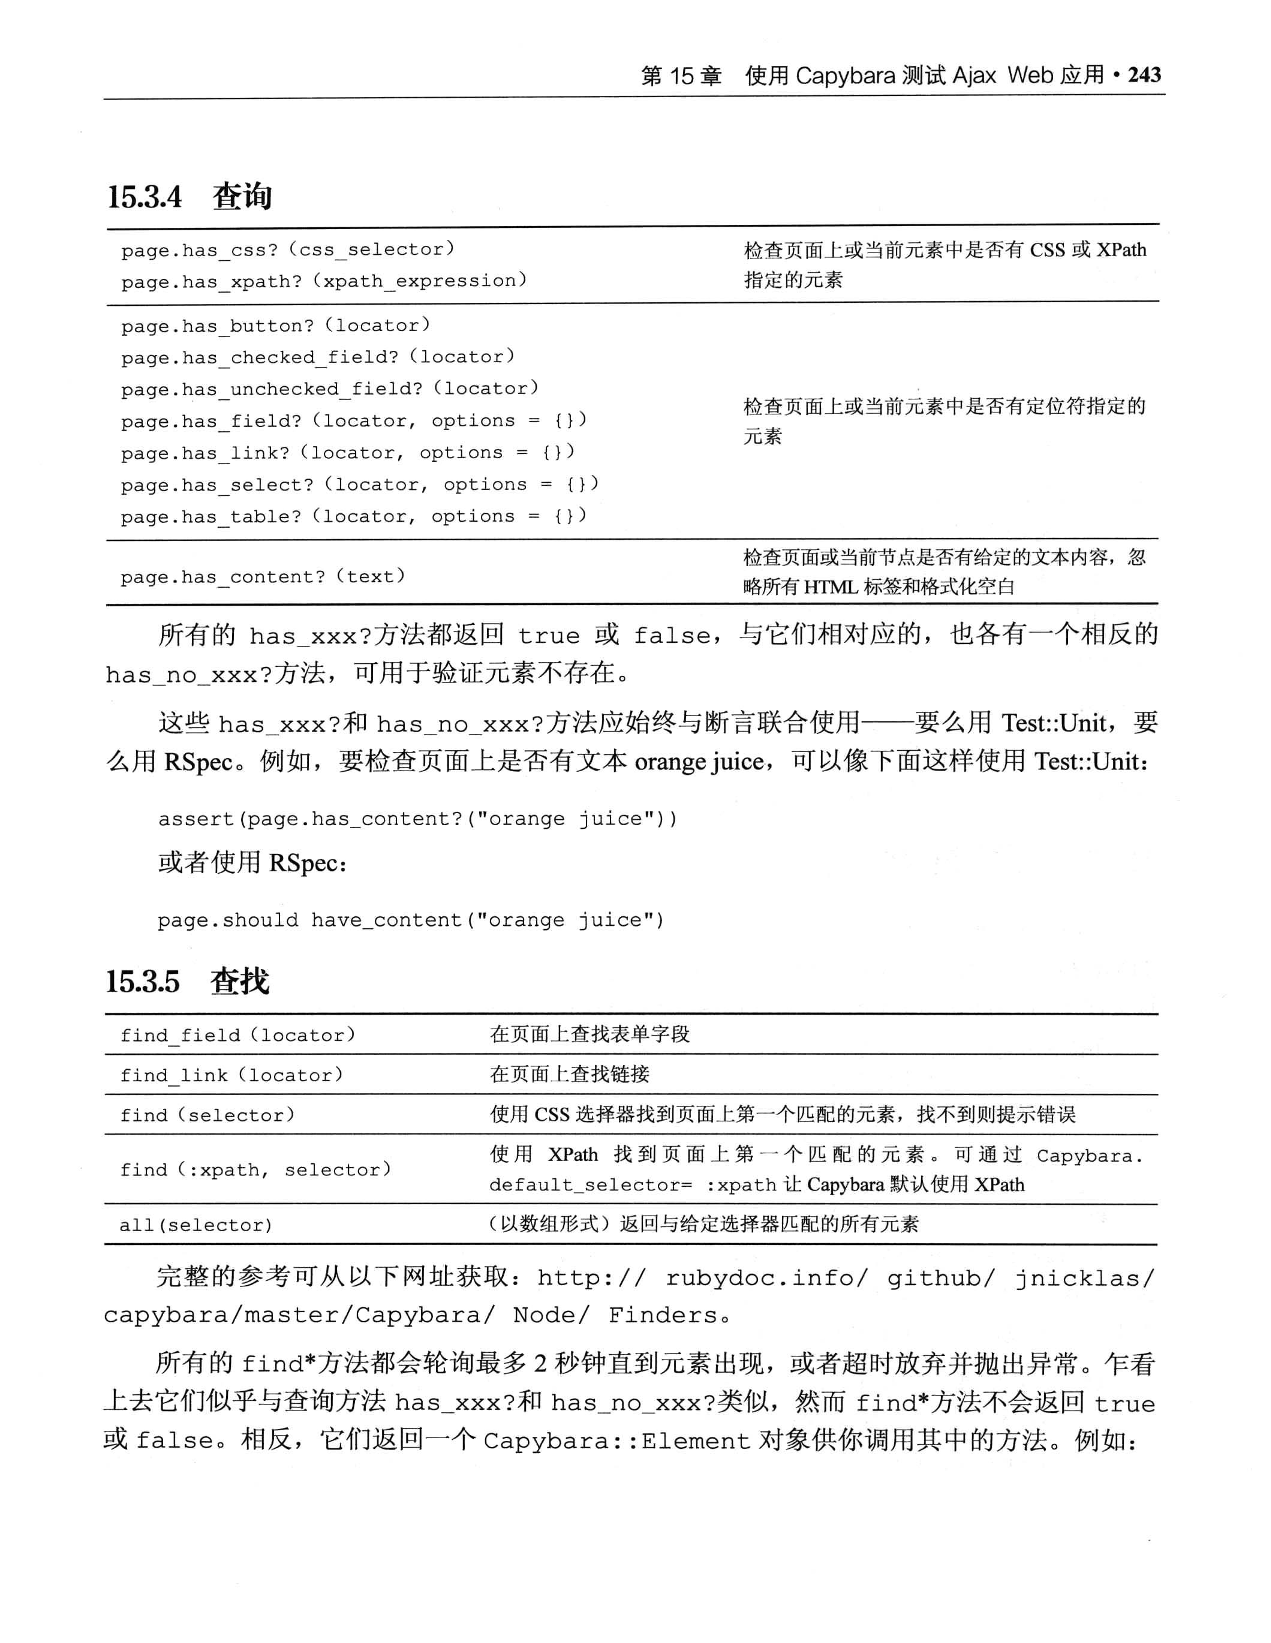 第 15 章 使用 Capybara 测试 Ajax Web 应用 • 243
15.3.4 查询
page.has_css?(css_selector)
page.has_xpath?(xpath_expression)
检查页面上或当前元素中是否有 CSS 或 XPath
指定的元素
page.has_button?(locator)
page.has_checked_field?(locator)
page.has_unchecked_field?(locator)
page.has_field?(locator, options = {})
page.has_link?(locator, options = {})
page.has_select?(locator, options = {})
page.has_table?(locator, options = {})
检查页面上或当前元素中是否有定位符指定的
元素
page.has_content?(text)
检查页面或当前节点是否有给定的文本内容，忽
略所有 HTML 标签和格式化空白
所有的 has_xxx?方法都返回 true 或 false，与它们相对应的，也各有一个相反的
has_no_xxx?方法，可用于验证元素不存在。
这些 has_xxx?和 has_no_xxx?方法应始终与断言联合使用——要么用 Test::Unit，要
么用 RSpec。例如，要检查页面上是否有文本 orange juice，可以像下面这样使用 Test::Unit：
assert(page.has_content?("orange juice"))
或者使用 RSpec：
page.should have_content("orange juice")
15.3.5 查找
find_field(locator) 在页面上查找表单字段
find_link(locator) 在页面上查找链接
find(selector) 使用 CSS 选择器找到页面上第一个匹配的元素，找不到则提示错误
find(:xpath, selector)
使用 XPath 找到页面上第一个匹配的元素。可通过 Capybara.
default_selector= :xpath 让 Capybara 默认使用 XPath
all(selector) （以数组形式）返回与给定选择器匹配的所有元素
完整的参考可从以下网址获取：http:// rubydoc.info/ github/ jnicklas/
capybara/master/Capybara/ Node/ Finders。
所有的 find*方法都会轮询最多 2 秒钟直到元素出现，或者超时放弃并抛出异常。乍看
上去它们似乎与查询方法 has_xxx?和 has_no_xxx?类似，然而 find*方法不会返回 true
或 false。相反，它们返回一个 Capybara::Element 对象供你调用其中的方法。例如：